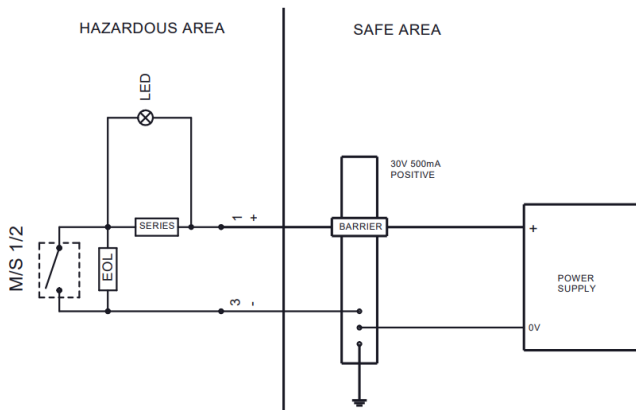 HAZARDOUS AREA
SAFE AREA
LED
30V 500mA
POSITIVE
SERIES
1 +
BARRIER
+
M/S 1/2
EOL
POWER
SUPPLY
3 -
0V